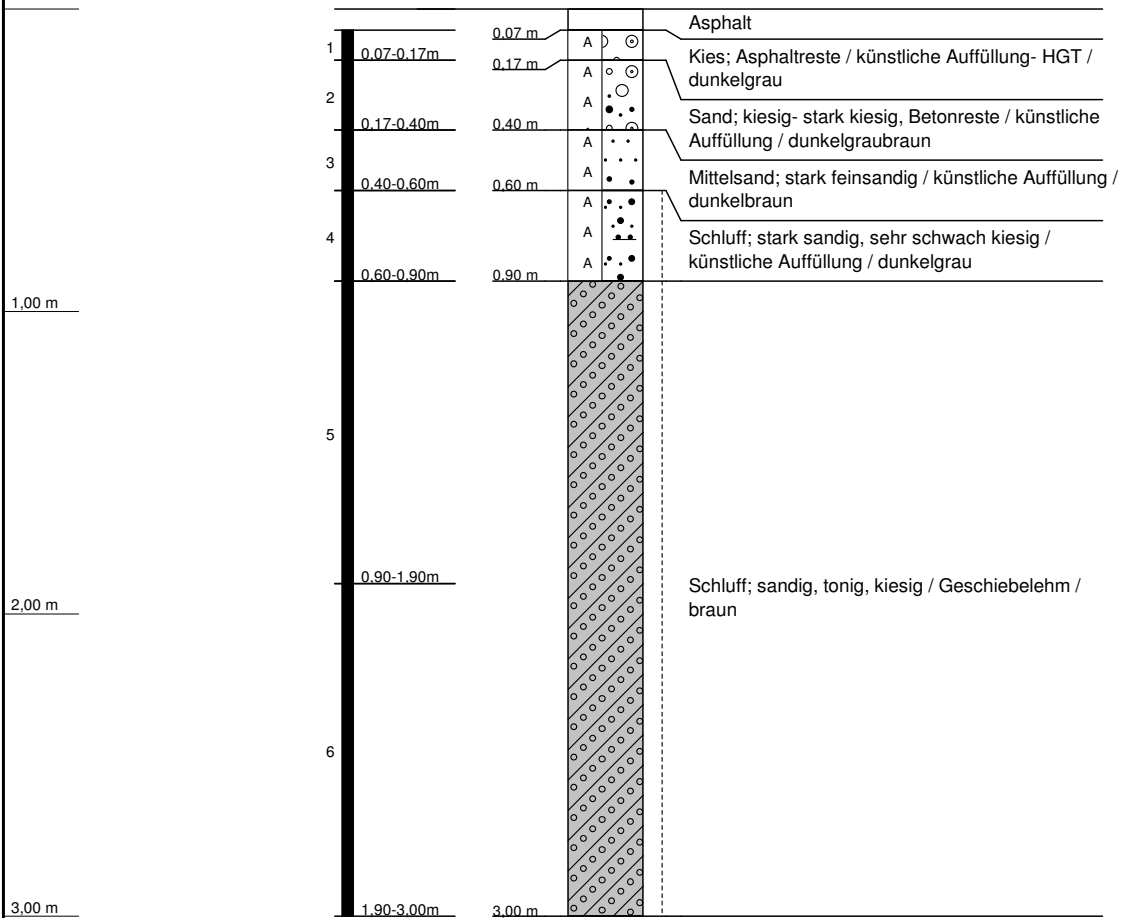 Asphalt
0,07 m
A
1
0,07-0,17m
Kies; Asphaltreste / künstliche Auffüllung- HGT /
dunkelgrau
0,17 m
A
2
A
0,17-0,40m
0,40 m
Sand; kiesig- stark kiesig, Betonreste / künstliche
Auffüllung / dunkelgraubraun
A
3
A
0,40-0,60m
0,60 m
Mittelsand; stark feinsandig / künstliche Auffüllung /
dunkelbraun
A
4
A
Schluff; stark sandig, sehr schwach kiesig /
künstliche Auffüllung / dunkelgrau
A
0,60-0,90m
0,90 m
1,00 m
5
0,90-1,90m
Schluff; sandig, tonig, kiesig / Geschiebelehm /
braun
2,00 m
6
3,00 m
1,90-3,00m
3,00 m